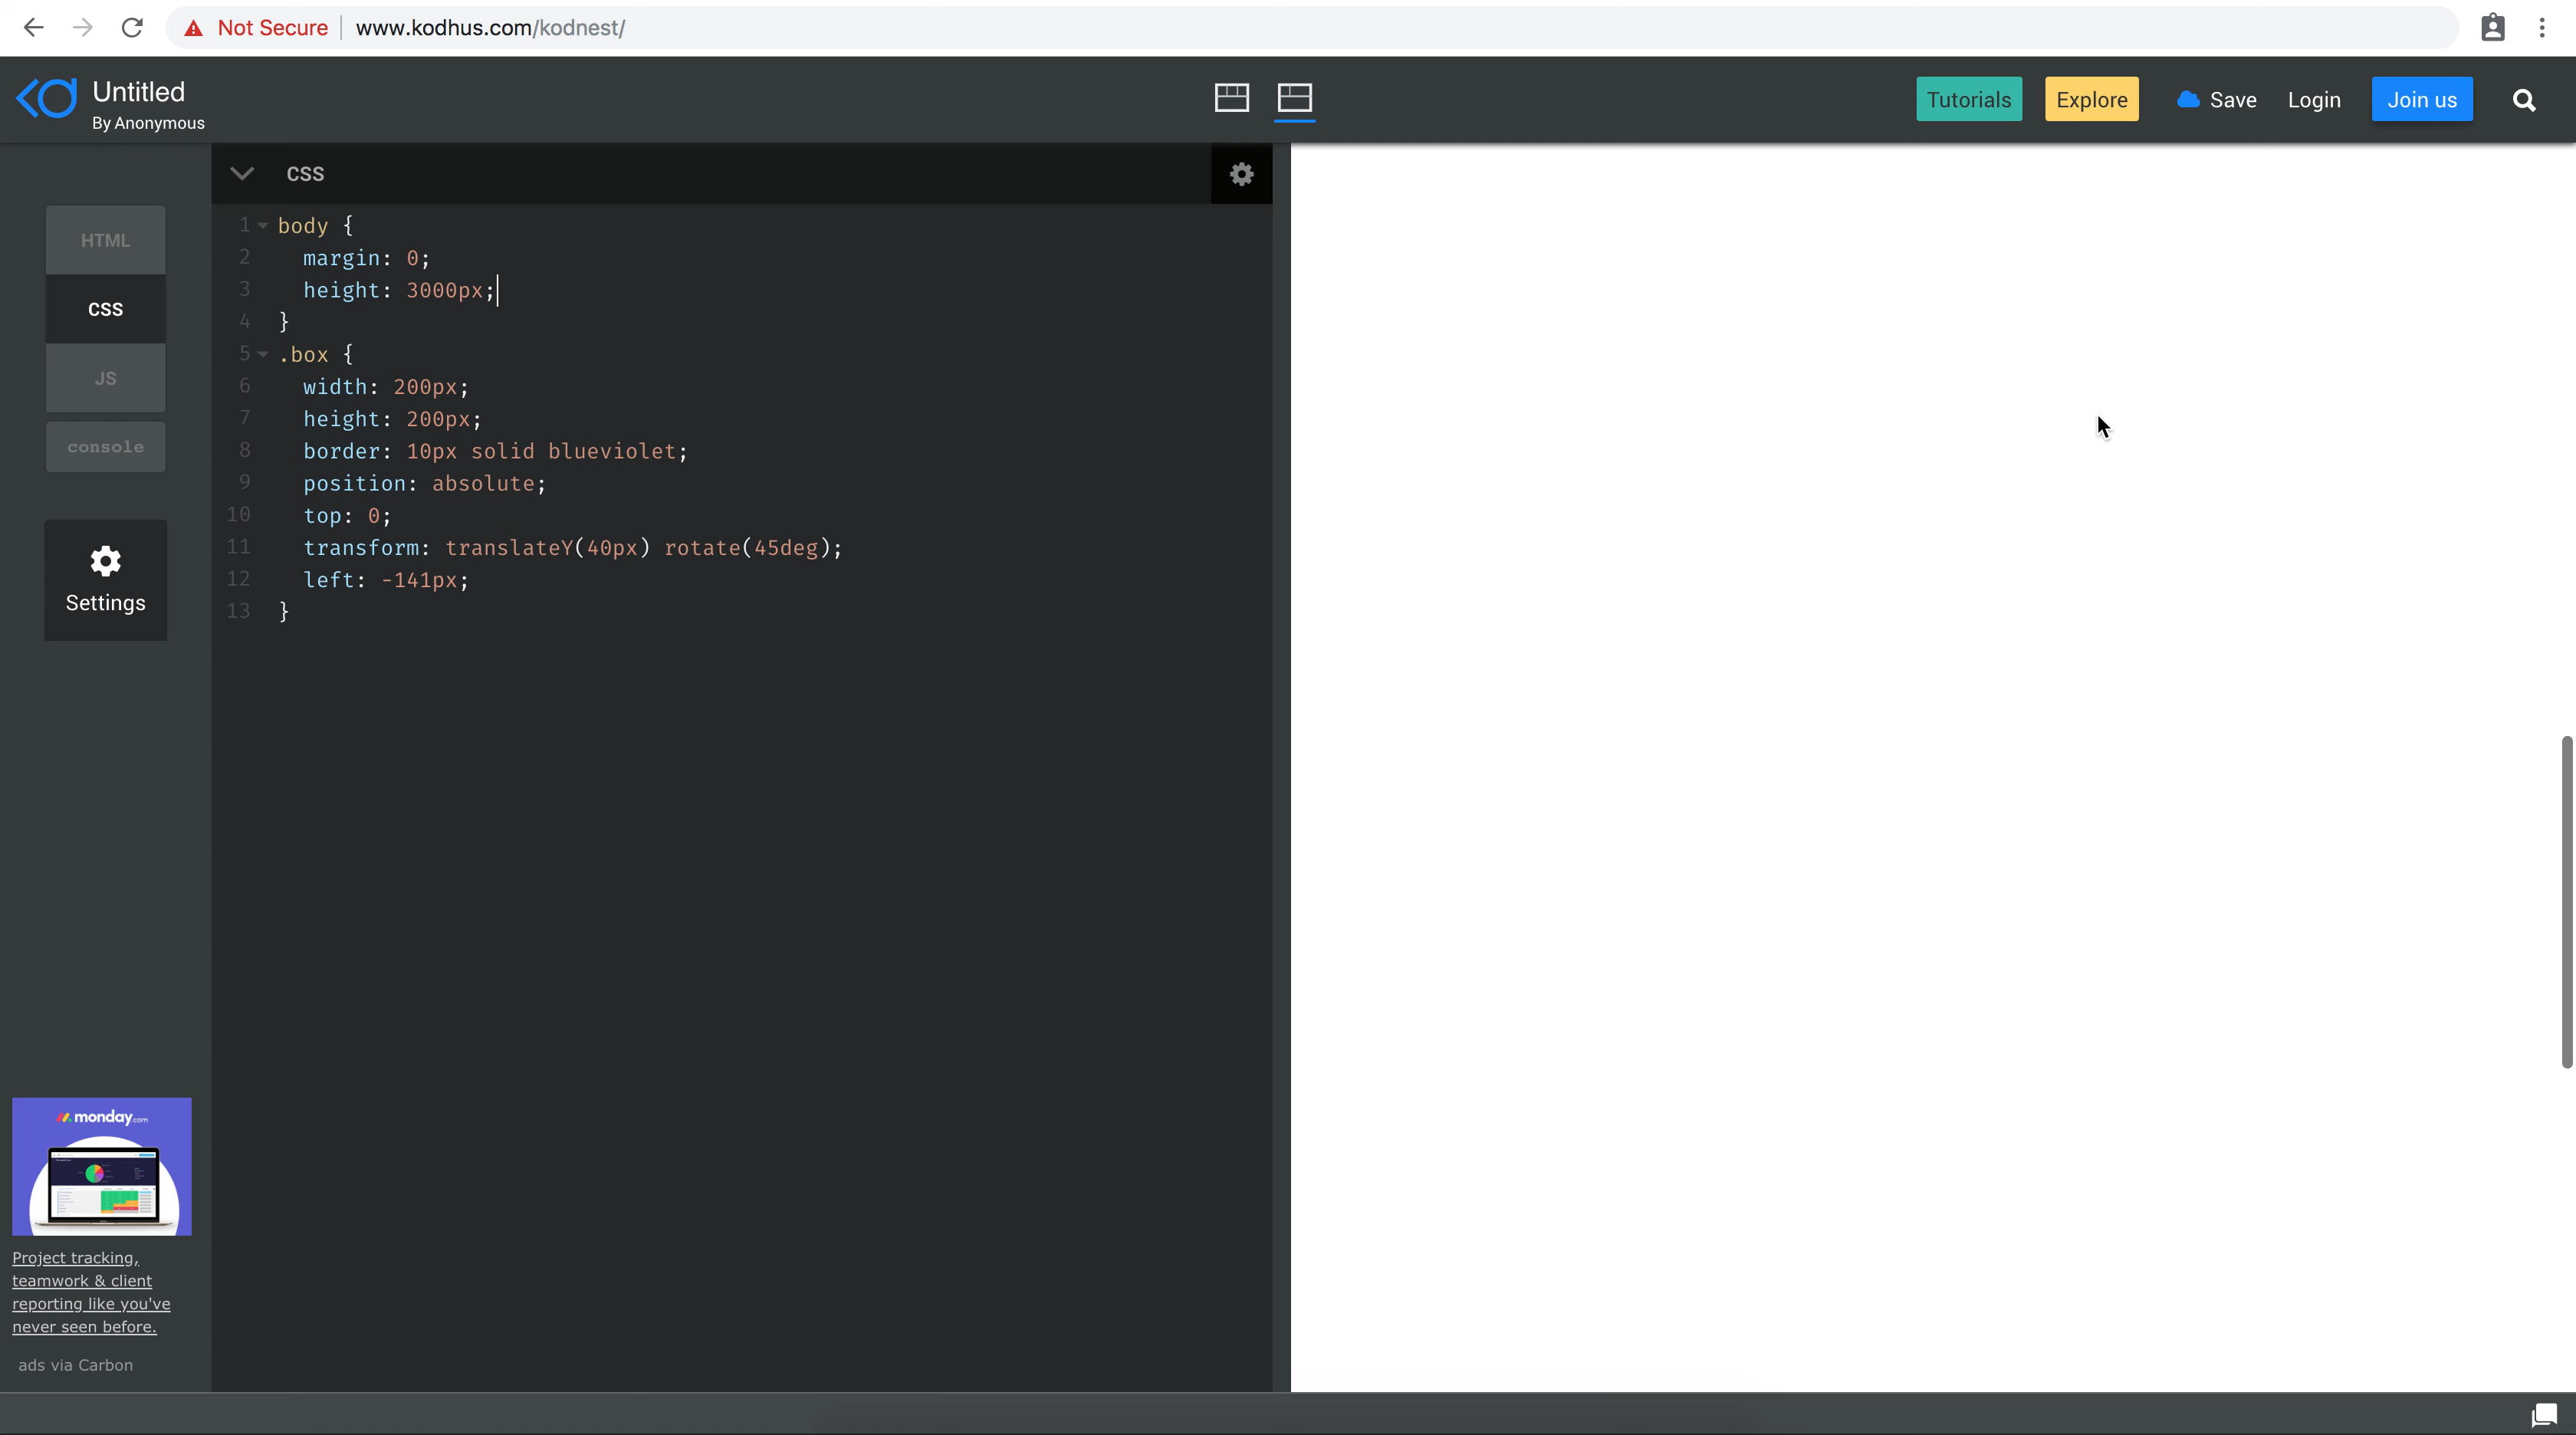 Not Secure
www.kodhus.com/kodnest/
Untitled
By Anonymous
Tutorials
Explore
Save
Login
Join us
HTML
CSS
JS
console
Settings
CSS
1 body {
2 margin: 0;
3 height: 3000px;
4 }
5 .box {
6 width: 200px;
7 height: 200px;
8 border: 10px solid blueviolet;
9 position: absolute;
10 top: 0;
11 transform: translateY(40px) rotate(45deg);
12 left: -141px;
13 }
monday.com
Project tracking,
teamwork & client
reporting like you've
never seen before.
ads via Carbon